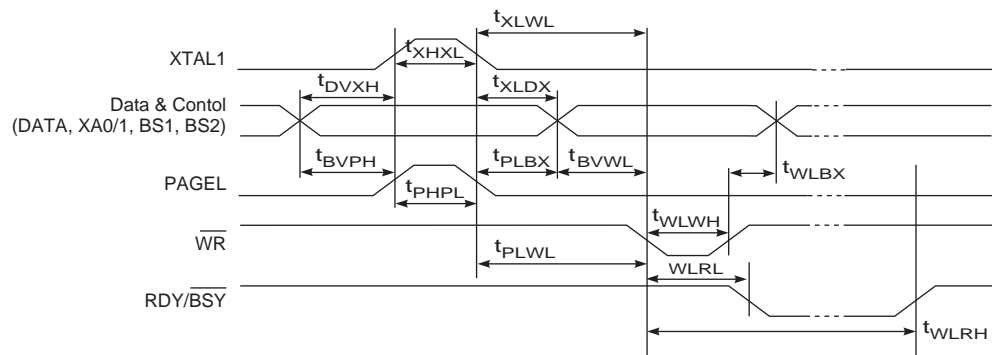 tXLWL
XTAL1
tXHXL
tDVXH
tXLDX
Data & Contol
(DATA, XA0/1, BS1, BS2)
tBVPH
tPLBX
tBVWL
tWLBX
PAGEL
tPHPL
tWLWH
WR
tPLWL
WLRL
RDY/BSY
tWLRH